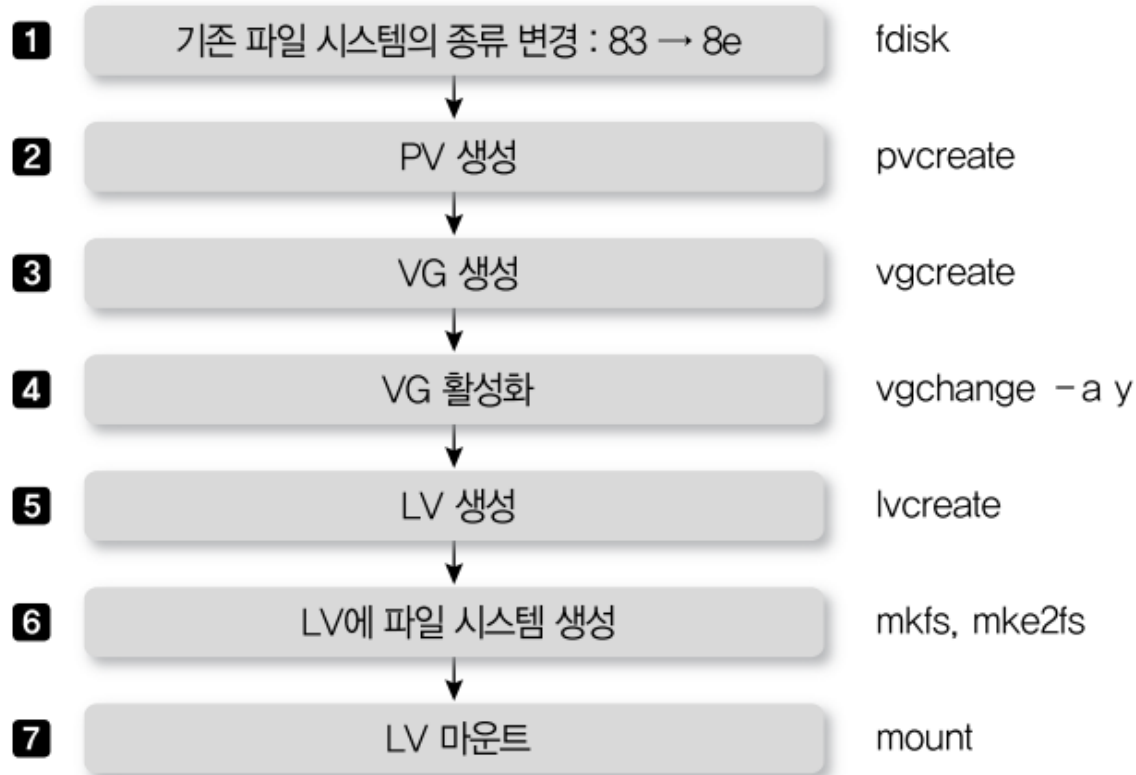 1 기존 파일 시스템의 종류 변경 : 83 → 8e fdisk
2 PV 생성 pvcreate
3 VG 생성 vgcreate
4 VG 활성화 vgchange -a y
5 LV 생성 lvcreate
6 LV에 파일 시스템 생성 mkfs, mke2fs
7 LV 마운트 mount